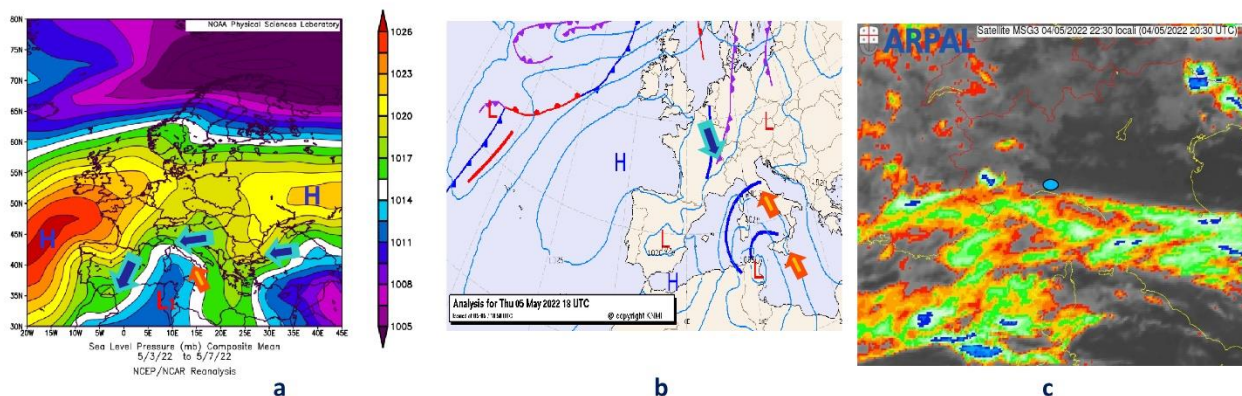 NOAA Physical Sciences Laboratory
80N
75N
70N
65N
60N
55N
50N
45N
40N
35N
30N
20W 15W 10W 5W 0 5E 10E 15E 20E 25E 30E 35E 40E 45E
H
H
L
1026
1023
1020
1017
1014
1011
1008
1005
Sea Level Pressure (mb) Composite Mean
5/3/22 to 5/7/22
NCEP/NCAR Reanalysis
a
L
H
L
L
H
L
Analysis for Thu 05 May 2022 18 UTC
© copyright KNMI
b
ARPAL
Satellite MSG3 04/05/2022 22:30 locali (04/05/2022 20:30 UTC)
c